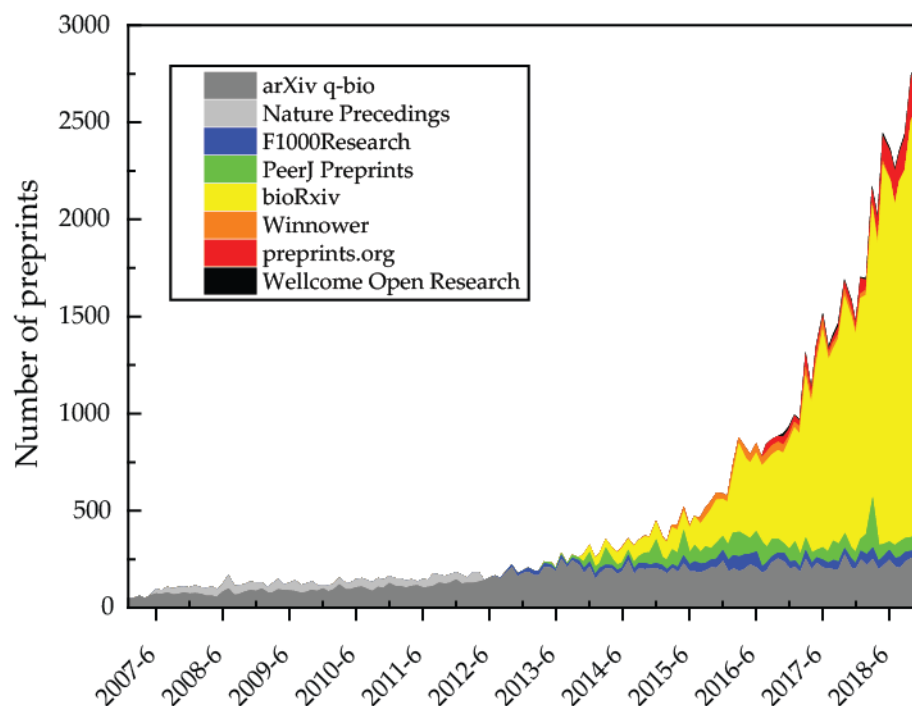 3000
2500
2000
1500
1000
500
0
Number of preprints
arXiv q-bio
Nature Precedings
F1000Research
PeerJ Preprints
bioRxiv
Winnower
preprints.org
Wellcome Open Research
2007-6
2008-6
2009-6
2010-6
2011-6
2012-6
2013-6
2014-6
2015-6
2016-6
2017-6
2018-6